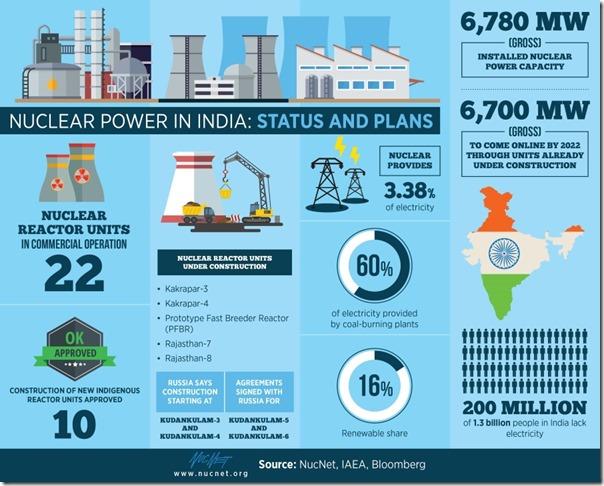 6,780 MW
(GROSS)
INSTALLED NUCLEAR
POWER CAPACITY
NUCLEAR POWER IN INDIA: STATUS AND PLANS
6,700 MW
(GROSS)
TO COME ONLINE BY 2022
THROUGH UNITS ALREADY
UNDER CONSTRUCTION
NUCLEAR
REACTOR UNITS
IN COMMERCIAL OPERATION
22
OK
APPROVED
CONSTRUCTION OF NEW INDIGENOUS
REACTOR UNITS APPROVED
10
NUCLEAR REACTOR UNITS
UNDER CONSTRUCTION
• Kakrapar-3
• Kakrapar-4
• Prototype Fast Breeder Reactor
(PFBR)
• Rajasthan-7
• Rajasthan-8
RUSSIA SAYS
CONSTRUCTION
STARTING AT
KUDANKULAM-3
AND
KUDANKULAM-4
AGREEMENTS
SIGNED WITH
RUSSIA FOR
KUDANKULAM-5
AND
KUDANKULAM-6
NUCLEAR
PROVIDES
3.38%
of electricity
60%
of electricity provided
by coal-burning plants
16%
Renewable share
200 MILLION
of 1.3 billion people in India lack
electricity
NUCNET
www.nucnet.org
Source: NucNet, IAEA, Bloomberg